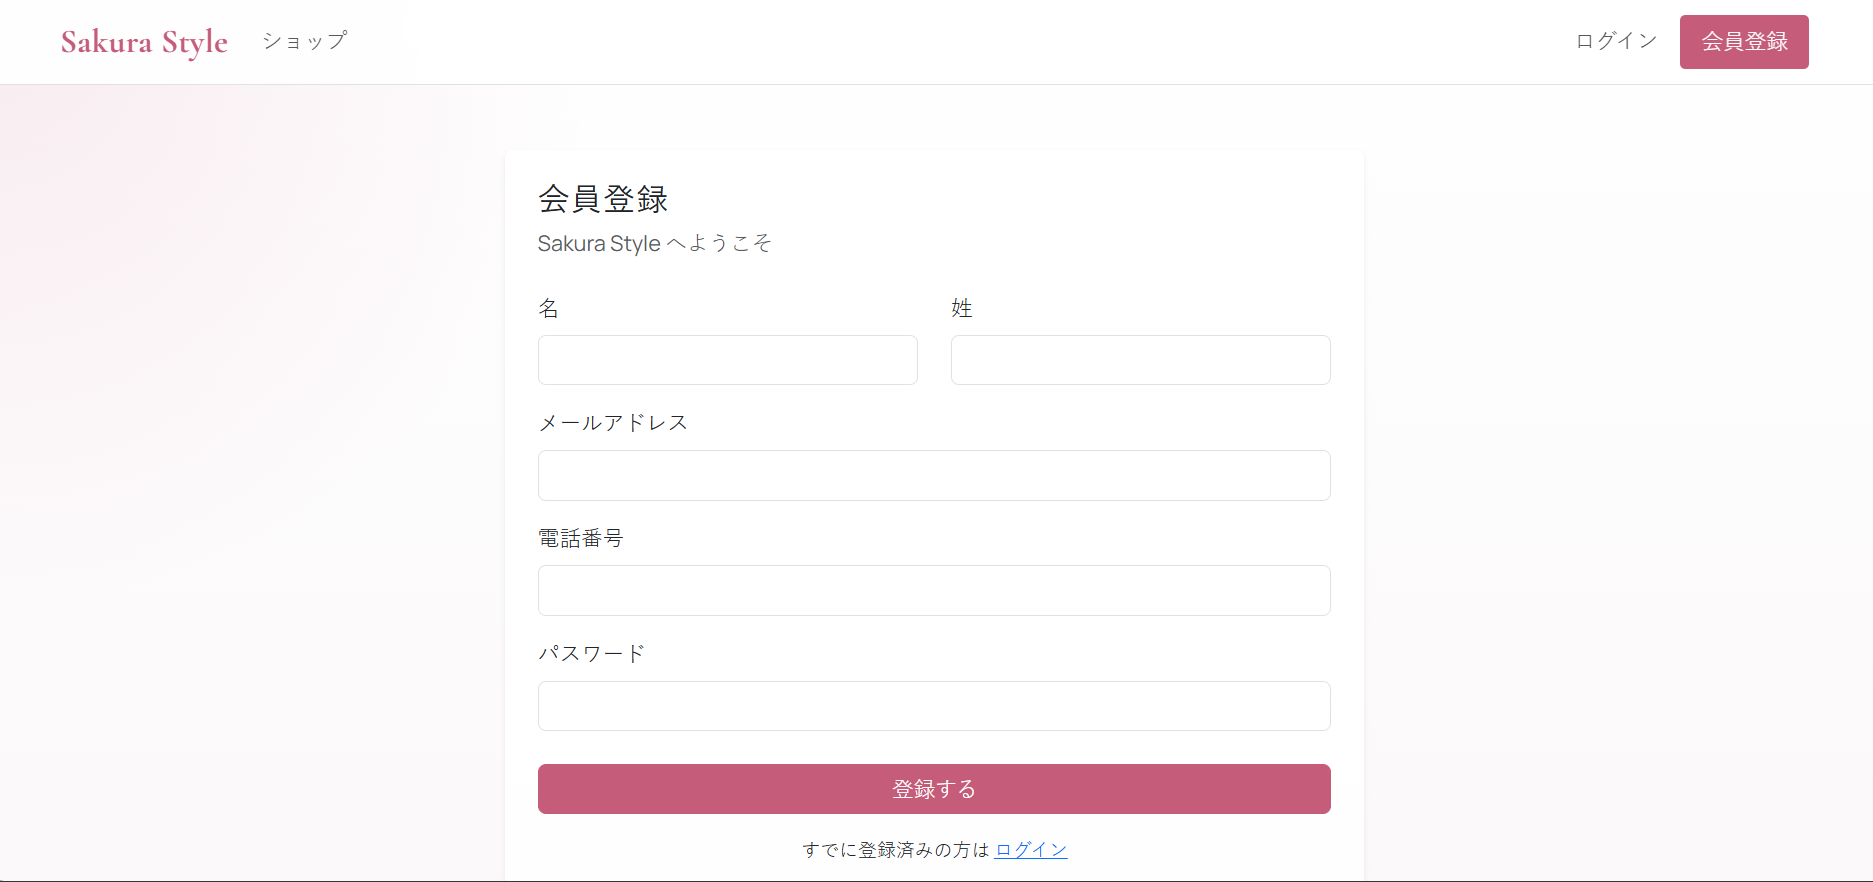 Sakura Style ショップ ログイン 会員登録
会員登録
Sakura Style へようこそ
名 姓
メールアドレス
電話番号
パスワード
登録する
すでに登録済みの方は ログイン